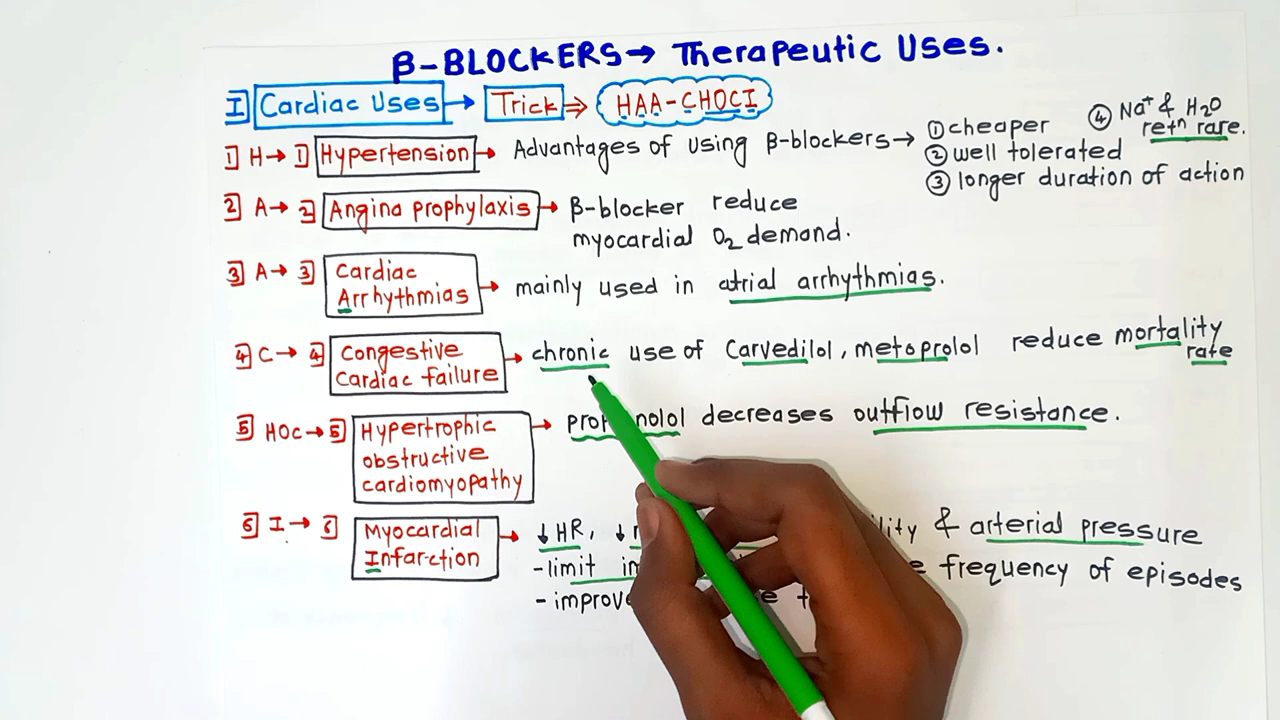 β-BLOCKERS→ Therapeutic Uses.
I] Cardiac Uses → Trick ⇒ HAA-CHOCI
1] H→ 1] Hypertension → Advantages of using β-blockers→ ① cheaper ④ Na⁺ & H₂O
retⁿ rare.
② well tolerated
③ longer duration of action
2] A→ 2] Angina prophylaxis → β-blocker reduce
myocardial O₂ demand.
3] A→ 3] Cardiac
Arrhythmias → mainly used in atrial arrhythmias.
4] C→ 4] Congestive
Cardiac failure → chronic use of Carvedilol, metoprolol reduce mortality
rate
5] HOC→ 5] Hypertrophic
obstructive
cardiomyopathy → decreases outflow resistance.
6] I→ 6] Myocardial
Infarction → ↓HR, ↓ & arterial pressure
-limit frequency of episodes
-